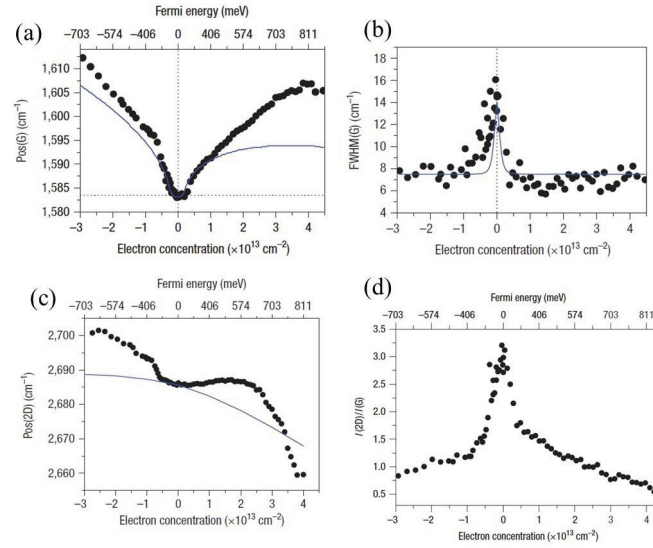 (a)
Fermi energy (meV)
−703 −574 −406 0 406 574 703 811
1,610
1,605
1,600
1,595
1,590
1,585
1,580
Pos(G) (cm⁻¹)
−3 −2 −1 0 1 2 3 4
Electron concentration (×10¹³ cm⁻²)
(b)
18
16
14
12
10
8
6
4
FWHM(G) (cm⁻¹)
−3 −2 −1 0 1 2 3 4
Electron concentration (×10¹³ cm⁻²)
(c)
Fermi energy (meV)
−703 −574 −406 0 406 574 703 811
2,700
2,690
2,680
2,670
2,660
Pos(2D) (cm⁻¹)
−3 −2 −1 0 1 2 3 4
Electron concentration (×10¹³ cm⁻²)
(d)
Fermi energy (meV)
−703 −574 −406 0 406 574 703 811
3.5
3.0
2.5
2.0
1.5
1.0
0.5
I(2D)/I(G)
−3 −2 −1 0 1 2 3 4
Electron concentration (×10¹³ cm⁻²)